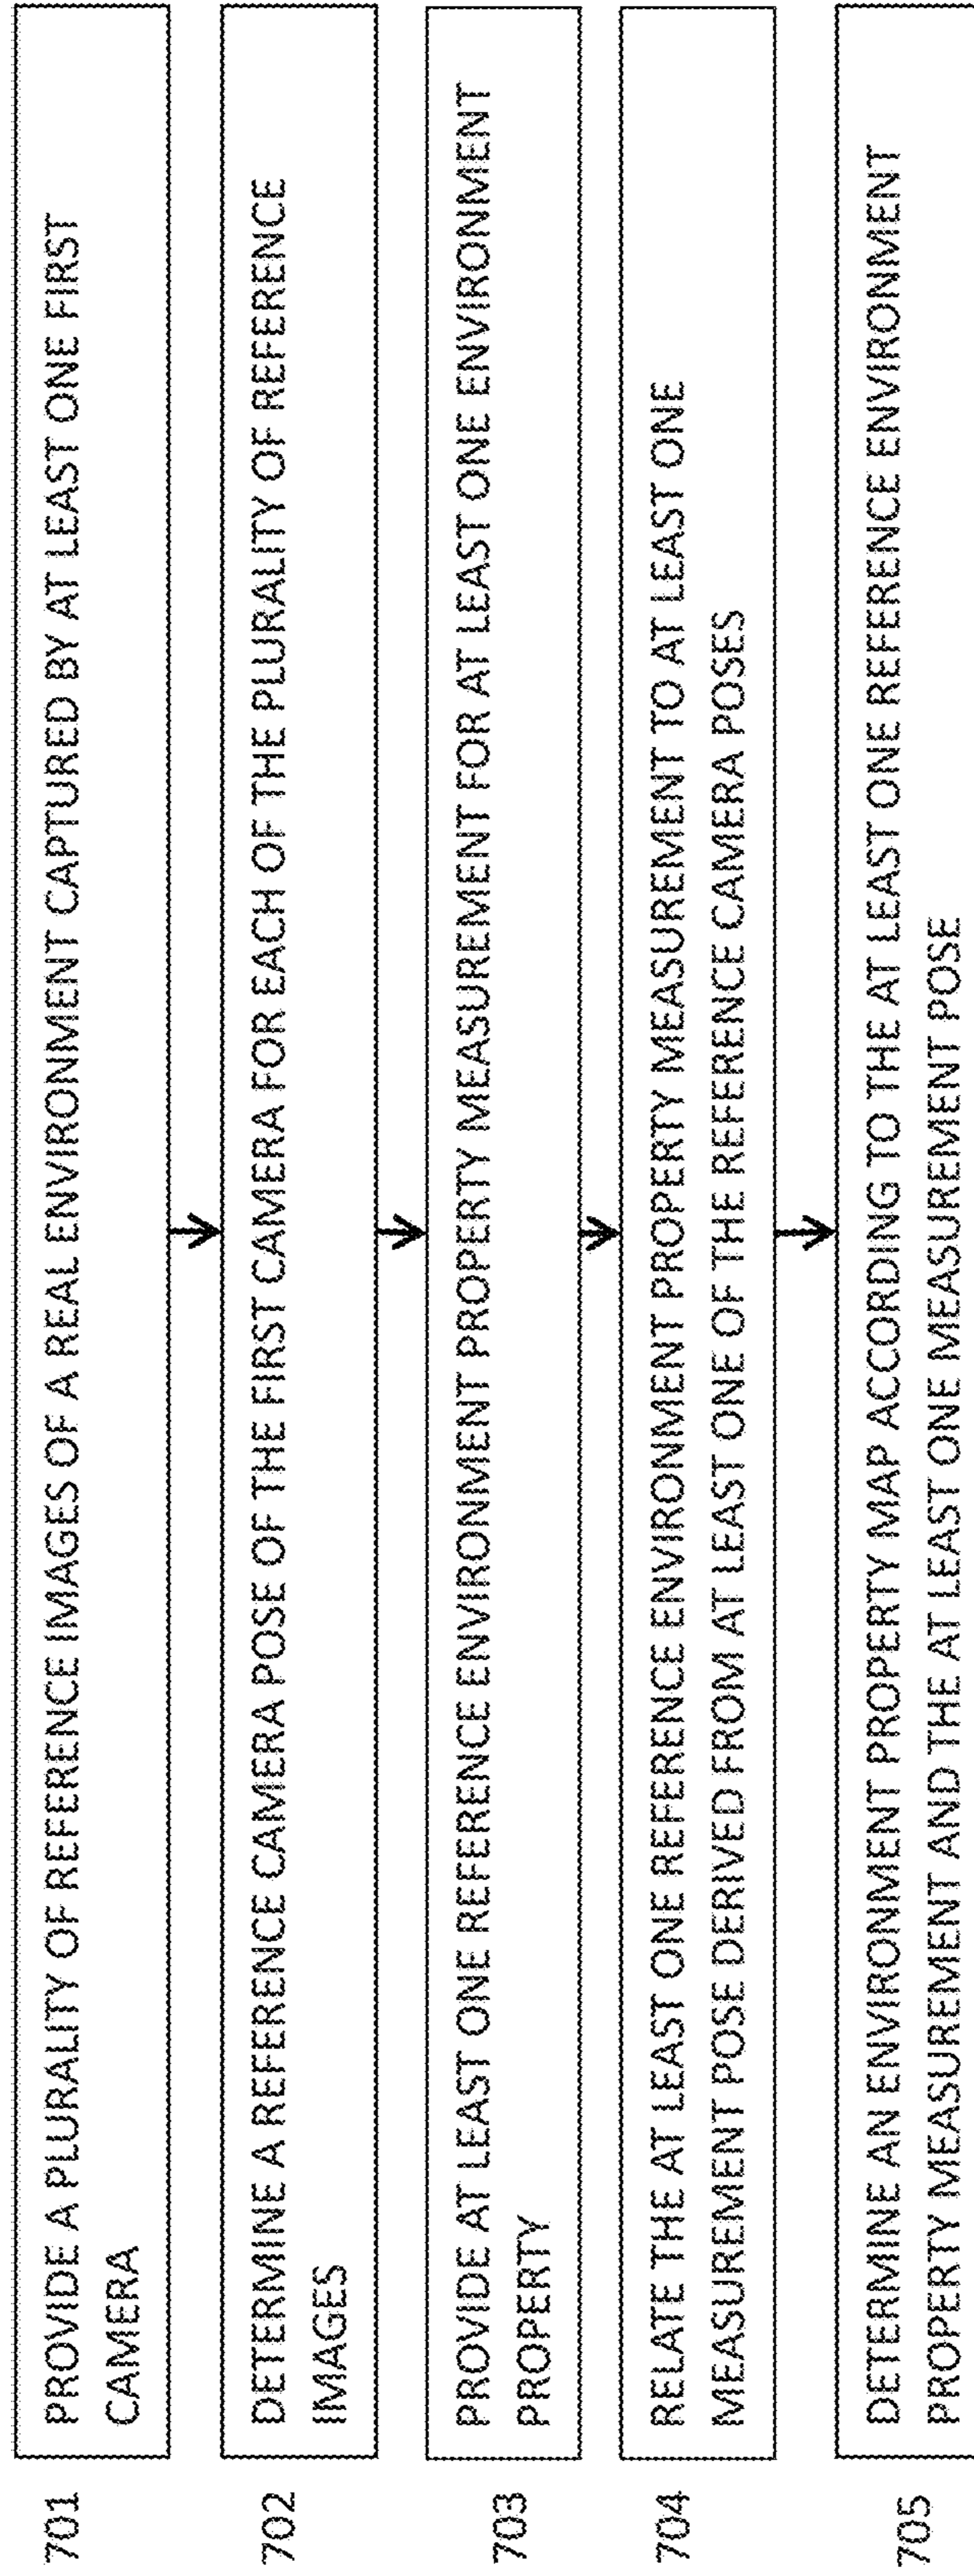 701
PROVIDE A PLURALITY OF REFERENCE IMAGES OF A REAL ENVIRONMENT CAPTURED BY AT LEAST ONE FIRST
CAMERA
702
DETERMINE A REFERENCE CAMERA POSE OF THE FIRST CAMERA FOR EACH OF THE PLURALITY OF REFERENCE
IMAGES
703
PROVIDE AT LEAST ONE REFERENCE ENVIRONMENT PROPERTY MEASUREMENT FOR AT LEAST ONE ENVIRONMENT
PROPERTY
704
RELATE THE AT LEAST ONE REFERENCE ENVIRONMENT PROPERTY MEASUREMENT TO AT LEAST ONE
MEASUREMENT POSE DERIVED FROM AT LEAST ONE OF THE REFERENCE CAMERA POSES
705
DETERMINE AN ENVIRONMENT PROPERTY MAP ACCORDING TO THE AT LEAST ONE REFERENCE ENVIRONMENT
PROPERTY MEASUREMENT AND THE AT LEAST ONE MEASUREMENT POSE